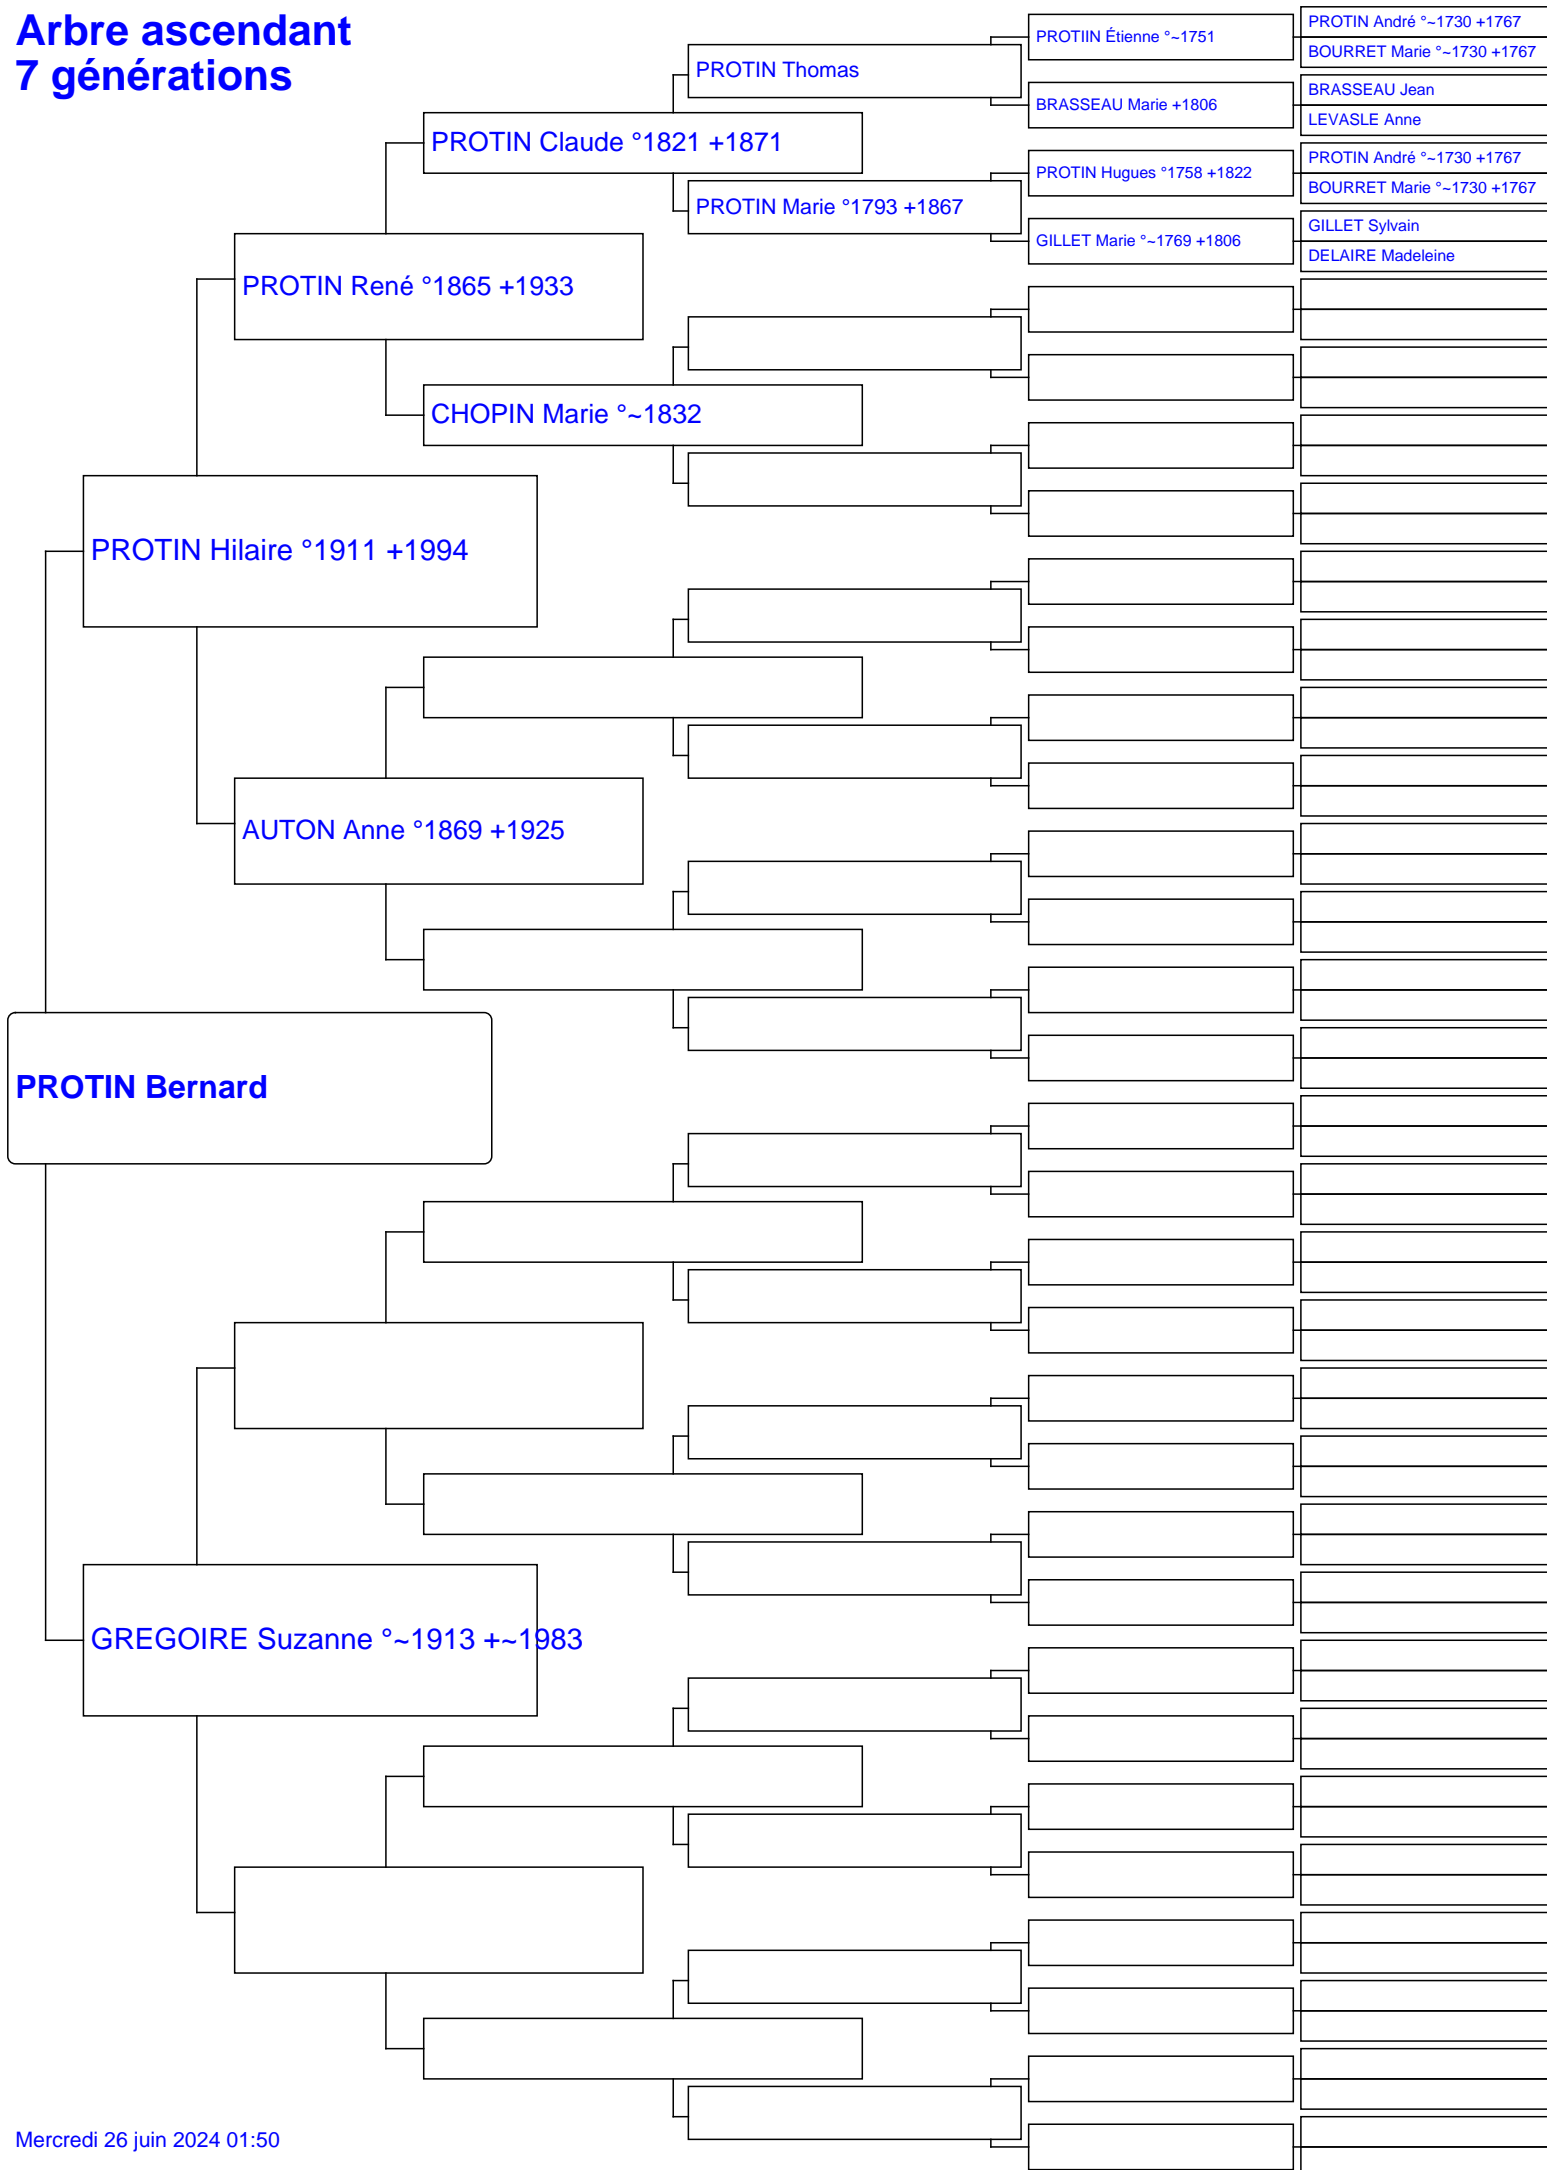 Arbre ascendant
7 générations
PROTIN André °~1730 +1767
PROTIIN Étienne °~1751
BOURRET Marie °~1730 +1767
PROTIN Thomas
BRASSEAU Jean
BRASSEAU Marie +1806
LEVASLE Anne
PROTIN Claude °1821 +1871
PROTIN André °~1730 +1767
PROTIN Hugues °1758 +1822
BOURRET Marie °~1730 +1767
PROTIN Marie °1793 +1867
GILLET Sylvain
GILLET Marie °~1769 +1806
DELAIRE Madeleine
PROTIN René °1865 +1933
CHOPIN Marie °~1832
PROTIN Hilaire °1911 +1994
AUTON Anne °1869 +1925
PROTIN Bernard
GREGOIRE Suzanne °~1913 +~1983
Mercredi 26 juin 2024 01:50